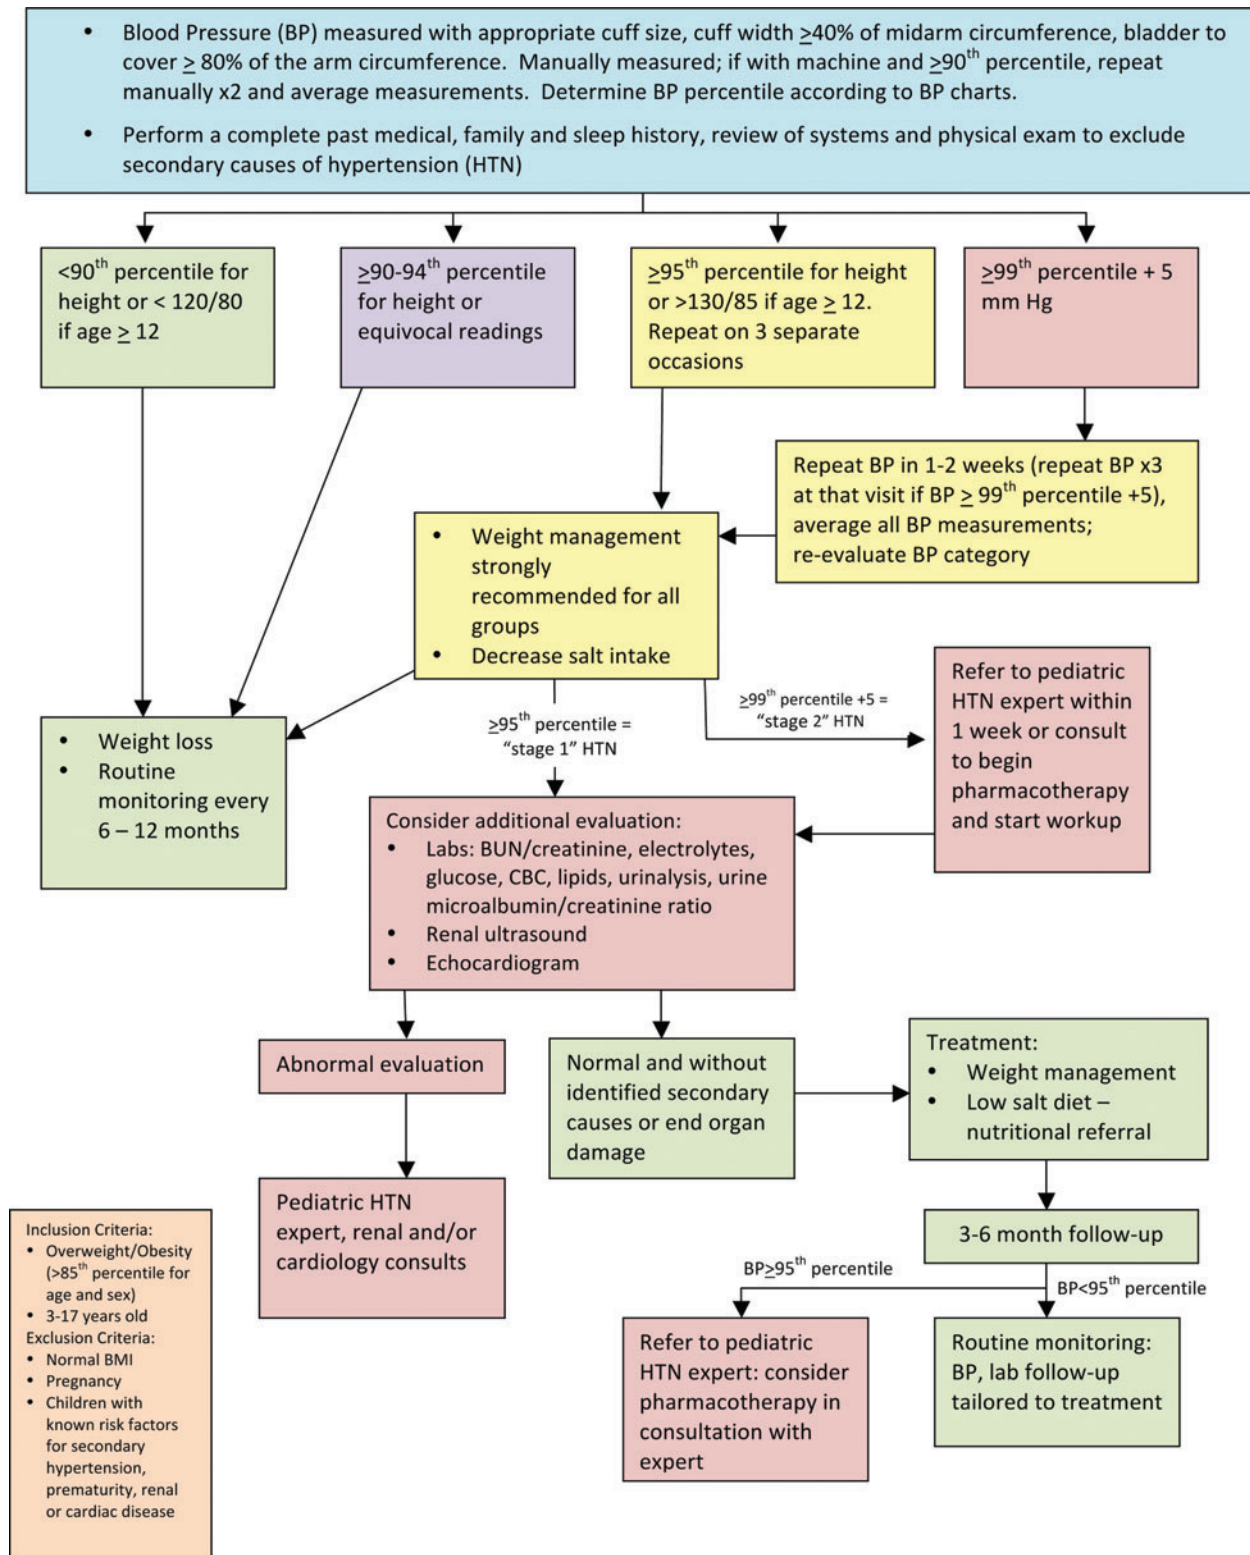 • Blood Pressure (BP) measured with appropriate cuff size, cuff width ≥40% of midarm circumference, bladder to
cover ≥ 80% of the arm circumference. Manually measured; if with machine and ≥90th percentile, repeat
manually x2 and average measurements. Determine BP percentile according to BP charts.
• Perform a complete past medical, family and sleep history, review of systems and physical exam to exclude
secondary causes of hypertension (HTN)
<90th percentile for
height or < 120/80
if age ≥ 12
≥90-94th percentile
for height or
equivocal readings
≥95th percentile for height
or >130/85 if age ≥ 12.
Repeat on 3 separate
occasions
≥99th percentile + 5
mm Hg
Repeat BP in 1-2 weeks (repeat BP x3
at that visit if BP ≥ 99th percentile +5),
average all BP measurements;
re-evaluate BP category
• Weight management
strongly
recommended for all
groups
• Decrease salt intake
≥99th percentile +5 =
"stage 2" HTN
Refer to pediatric
HTN expert within
1 week or consult
to begin
pharmacotherapy
and start workup
≥95th percentile =
"stage 1" HTN
• Weight loss
• Routine
monitoring every
6 – 12 months
Consider additional evaluation:
• Labs: BUN/creatinine, electrolytes,
glucose, CBC, lipids, urinalysis, urine
microalbumin/creatinine ratio
• Renal ultrasound
• Echocardiogram
Abnormal evaluation
Normal and without
identified secondary
causes or end organ
damage
Treatment:
• Weight management
• Low salt diet –
nutritional referral
Pediatric HTN
expert, renal and/or
cardiology consults
3-6 month follow-up
BP≥95th percentile
BP<95th percentile
Refer to pediatric
HTN expert: consider
pharmacotherapy in
consultation with
expert
Routine monitoring:
BP, lab follow-up
tailored to treatment
Inclusion Criteria:
• Overweight/Obesity
(>85th percentile for
age and sex)
• 3-17 years old
Exclusion Criteria:
• Normal BMI
• Pregnancy
• Children with
known risk factors
for secondary
hypertension,
prematurity, renal
or cardiac disease